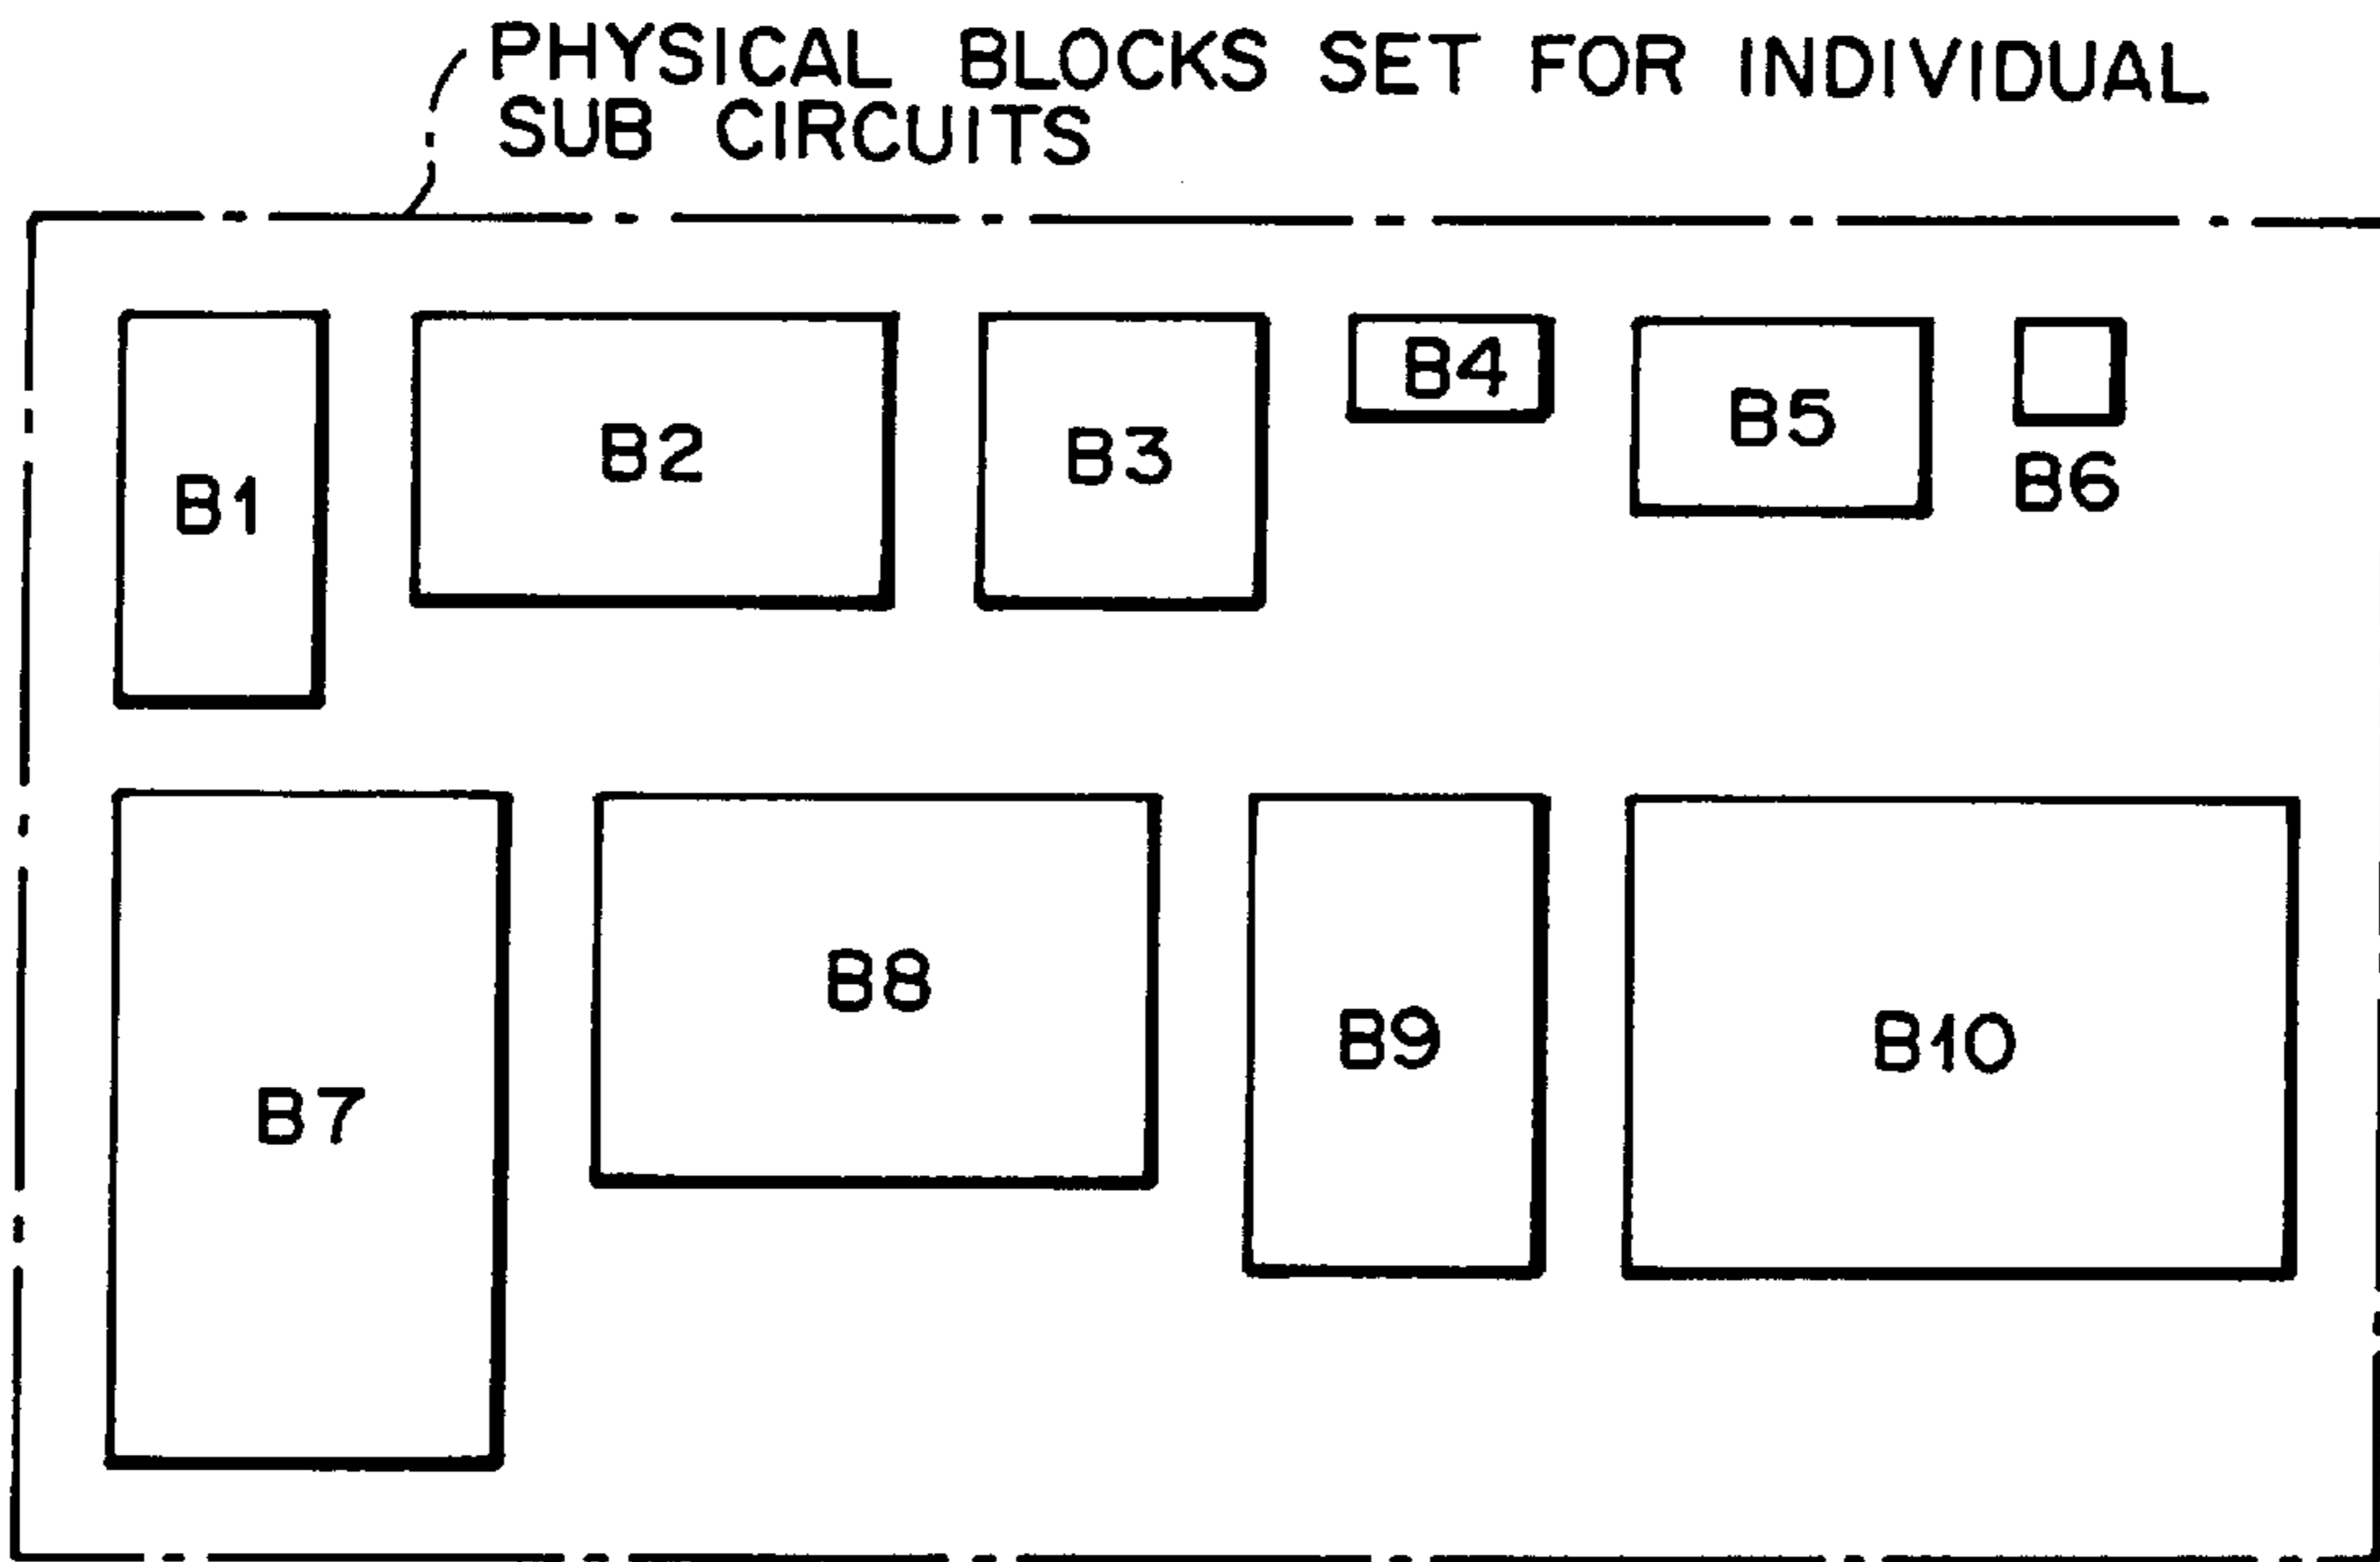 PHYSICAL BLOCKS SET FOR INDIVIDUAL
SUB CIRCUITS
B1
B2
B3
B4
B5
B6
B7
B8
B9
B10